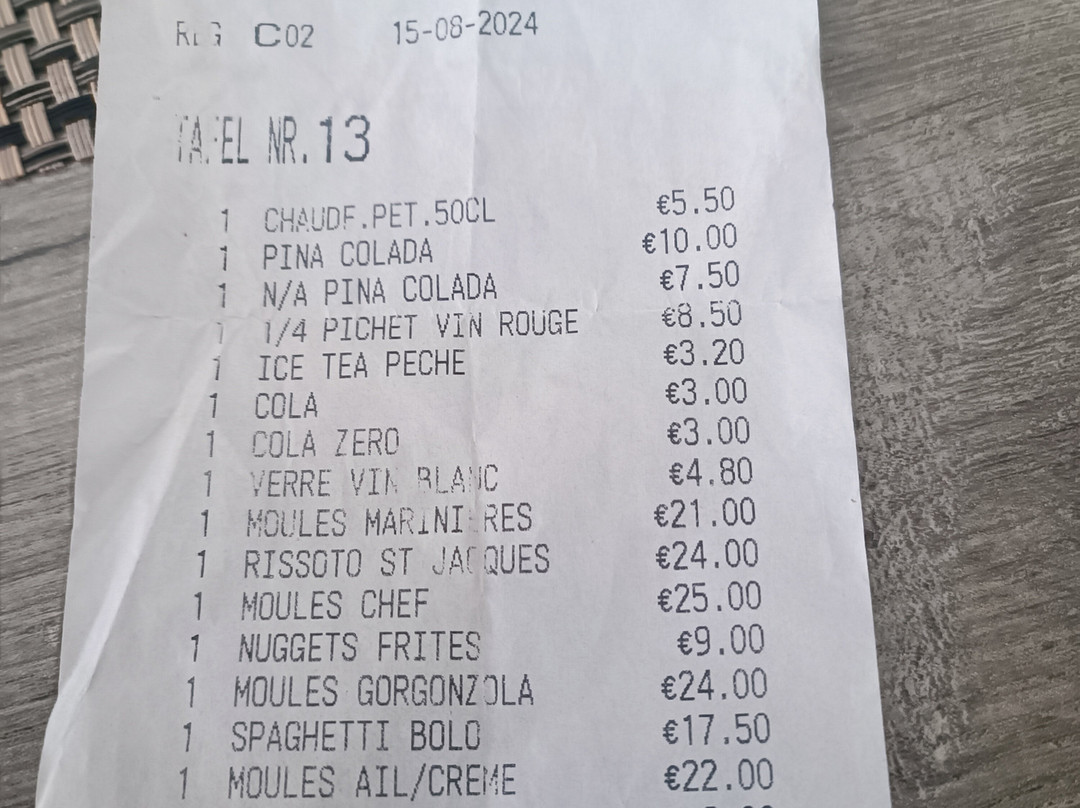 REG C02 15-08-2024
TAFEL NR.13
1 CHAUDF.PET.50CL €5.50
1 PINA COLADA €10.00
1 N/A PINA COLADA €7.50
1 1/4 PICHET VIN ROUGE €8.50
1 ICE TEA PECHE €3.20
1 COLA €3.00
1 COLA ZERO €3.00
1 VERRE VIN BLANC €4.80
1 MOULES MARINIERES €21.00
1 RISSOTO ST JACQUES €24.00
1 MOULES CHEF €25.00
1 NUGGETS FRITES €9.00
1 MOULES GORGONZOLA €24.00
1 SPAGHETTI BOLO €17.50
1 MOULES AIL/CREME €22.00